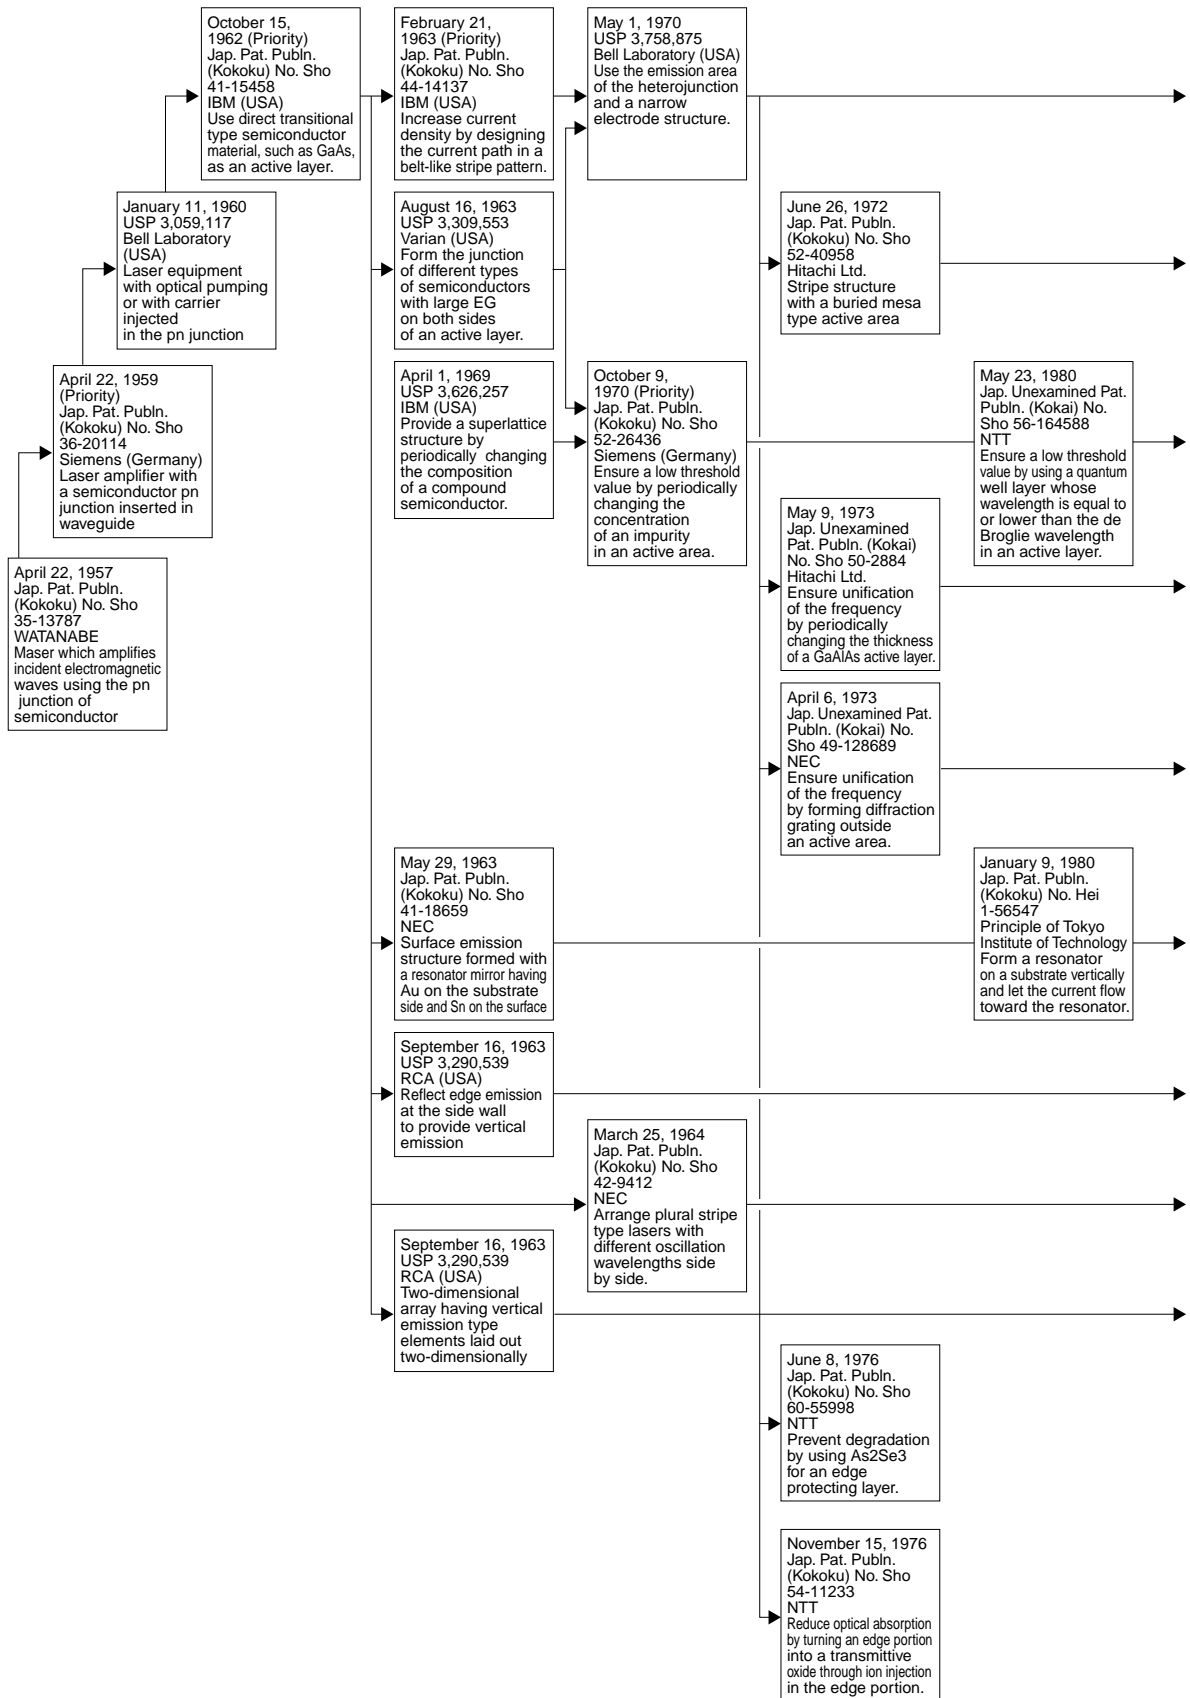 October 15,
1962 (Priority)
Jap. Pat. Publn.
(Kokoku) No. Sho
41-15458
IBM (USA)
Use direct transitional
type semiconductor
material, such as GaAs,
as an active layer.
February 21,
1963 (Priority)
Jap. Pat. Publn.
(Kokoku) No. Sho
44-14137
IBM (USA)
Increase current
density by designing
the current path in a
belt-like stripe pattern.
May 1, 1970
USP 3,758,875
Bell Laboratory (USA)
Use the emission area
of the heterojunction
and a narrow
electrode structure.
January 11, 1960
USP 3,059,117
Bell Laboratory
(USA)
Laser equipment
with optical pumping
or with carrier
injected
in the pn junction
August 16, 1963
USP 3,309,553
Varian (USA)
Form the junction
of different types
of semiconductors
with large EG
on both sides
of an active layer.
June 26, 1972
Jap. Pat. Publn.
(Kokoku) No. Sho
52-40958
Hitachi Ltd.
Stripe structure
with a buried mesa
type active area
April 22, 1959
(Priority)
Jap. Pat. Publn.
(Kokoku) No. Sho
36-20114
Siemens (Germany)
Laser amplifier with
a semiconductor pn
junction inserted in
waveguide
April 1, 1969
USP 3,626,257
IBM (USA)
Provide a superlattice
structure by
periodically changing
the composition
of a compound
semiconductor.
October 9,
1970 (Priority)
Jap. Pat. Publn.
(Kokoku) No. Sho
52-26436
Siemens (Germany)
Ensure a low threshold
value by periodically
changing the
concentration
of an impurity
in an active area.
May 23, 1980
Jap. Unexamined Pat.
Publn. (Kokai) No.
Sho 56-164588
NTT
Ensure a low threshold
value by using a quantum
well layer whose
wavelength is equal to
or lower than the de
Broglie wavelength
in an active layer.
May 9, 1973
Jap. Unexamined
Pat. Publn. (Kokai)
No. Sho 50-2884
Hitachi Ltd.
Ensure unification
of the frequency
by periodically
changing the thickness
of a GaAlAs active layer.
April 22, 1957
Jap. Pat. Publn.
(Kokoku) No. Sho
35-13787
WATANABE
Maser which amplifies
incident electromagnetic
waves using the pn
junction of
semiconductor
April 6, 1973
Jap. Unexamined Pat.
Publn. (Kokai) No.
Sho 49-128689
NEC
Ensure unification
of the frequency
by forming diffraction
grating outside
an active area.
May 29, 1963
Jap. Pat. Publn.
(Kokoku) No. Sho
41-18659
NEC
Surface emission
structure formed with
a resonator mirror having
Au on the substrate
side and Sn on the surface
January 9, 1980
Jap. Pat. Publn.
(Kokoku) No. Hei
1-56547
Principle of Tokyo
Institute of Technology
Form a resonator
on a substrate vertically
and let the current flow
toward the resonator.
September 16, 1963
USP 3,290,539
RCA (USA)
Reflect edge emission
at the side wall
to provide vertical
emission
March 25, 1964
Jap. Pat. Publn.
(Kokoku) No. Sho
42-9412
NEC
Arrange plural stripe
type lasers with
different oscillation
wavelengths side
by side.
September 16, 1963
USP 3,290,539
RCA (USA)
Two-dimensional
array having vertical
emission type
elements laid out
two-dimensionally
June 8, 1976
Jap. Pat. Publn.
(Kokoku) No. Sho
60-55998
NTT
Prevent degradation
by using As2Se3
for an edge
protecting layer.
November 15, 1976
Jap. Pat. Publn.
(Kokoku) No. Sho
54-11233
NTT
Reduce optical absorption
by turning an edge portion
into a transmittive
oxide through ion injection
in the edge portion.